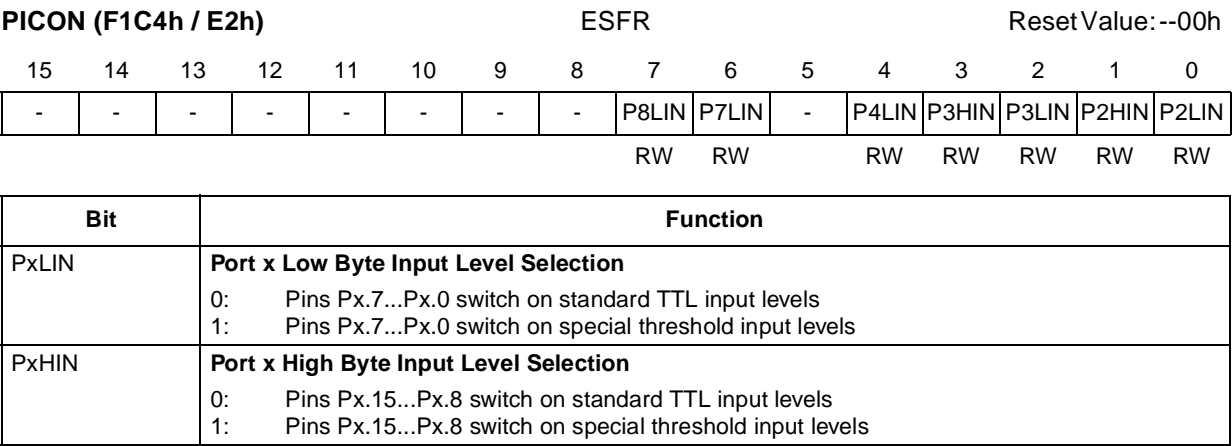 PICON (F1C4h / E2h) ESFR Reset Value: --00h
15 14 13 12 11 10 9 8 7 6 5 4 3 2 1 0
- - - - - - - - P8LIN P7LIN - P4LIN P3HIN P3LIN P2HIN P2LIN
RW RW RW RW RW RW RW
Bit Function
PxLIN Port x Low Byte Input Level Selection
0: Pins Px.7...Px.0 switch on standard TTL input levels
1: Pins Px.7...Px.0 switch on special threshold input levels
PxHIN Port x High Byte Input Level Selection
0: Pins Px.15...Px.8 switch on standard TTL input levels
1: Pins Px.15...Px.8 switch on special threshold input levels